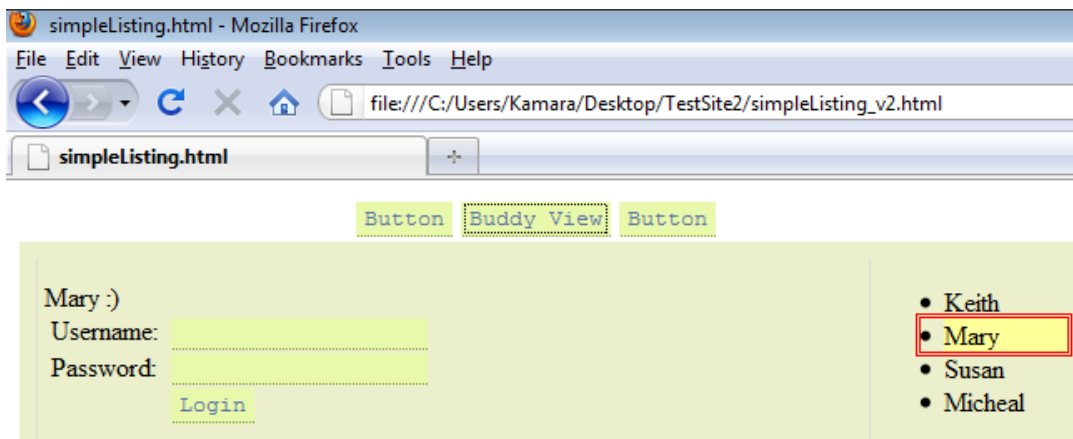 simpleListing.html - Mozilla Firefox
File Edit View History Bookmarks Tools Help
file:///C:/Users/Kamara/Desktop/TestSite2/simpleListing_v2.html
simpleListing.html
Button Buddy View Button
Mary :)
Username:
Password:
Login
Keith
Mary
Susan
Micheal